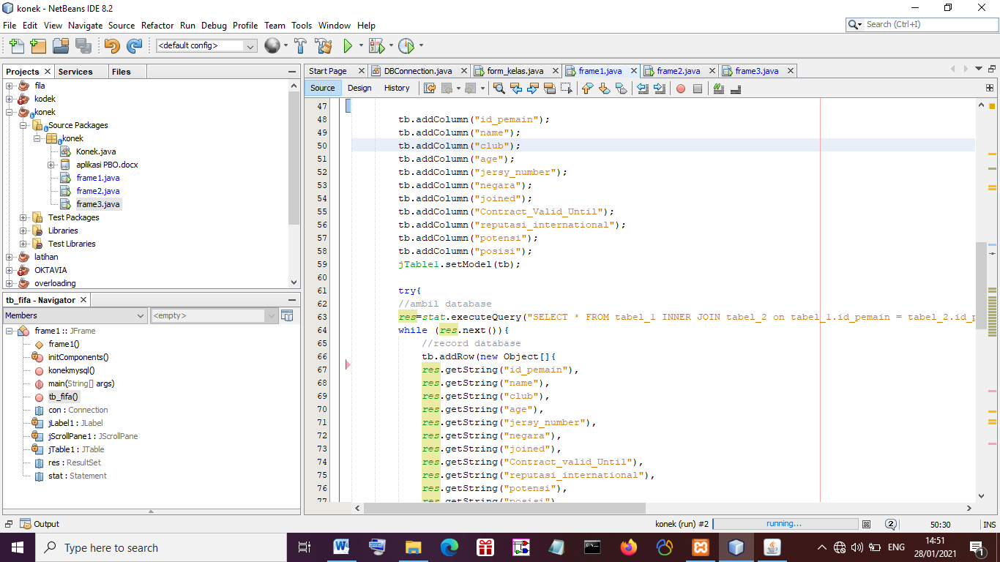 konek - NetBeans IDE 8.2
File Edit View Navigate Source Refactor Run Debug Profile Team Tools Window Help
Search (Ctrl+I)
<default config>
Projects Services Files
fila
kodek
konek
Source Packages
konek
Konek.java
aplikasi PBO.docx
frame1.java
frame2.java
frame3.java
Test Packages
Libraries
Test Libraries
latihan
OKTAVIA
overloading
tb_fifa - Navigator
Members <empty>
frame1 :: JFrame
frame1()
initComponents()
konekmysql()
main(String[] args)
tb_fifa()
con : Connection
jLabel1 : JLabel
jScrollPane1 : JScrollPane
jTable1 : JTable
res : ResultSet
stat : Statement
Start Page DBConnection.java form_kelas.java frame1.java frame2.java frame3.java
Source Design History
47
48 tb.addColumn("id_pemain");
49 tb.addColumn("name");
50 tb.addColumn("club");
51 tb.addColumn("age");
52 tb.addColumn("jersy_number");
53 tb.addColumn("negara");
54 tb.addColumn("joined");
55 tb.addColumn("Contract_Valid_Until");
56 tb.addColumn("reputasi_international");
57 tb.addColumn("potensi");
58 tb.addColumn("posisi");
59 jTable1.setModel(tb);
60
61 try{
62 //ambil database
63 res=stat.executeQuery("SELECT * FROM tabel_1 INNER JOIN tabel_2 on tabel_1.id_pemain = tabel_2.id_p
64 while (res.next()){
65 //record database
66 tb.addRow(new Object[]{
67 res.getString("id_pemain"),
68 res.getString("name"),
69 res.getString("club"),
70 res.getString("age"),
71 res.getString("jersy_number"),
72 res.getString("negara"),
73 res.getString("joined"),
74 res.getString("Contract_valid_Until"),
75 res.getString("reputasi_international"),
76 res.getString("potensi"),
77 res.getString("posisi")
Output
konek (run) #2 running... 2 50:30 INS
Type here to search
ENG
14:51
28/01/2021
1